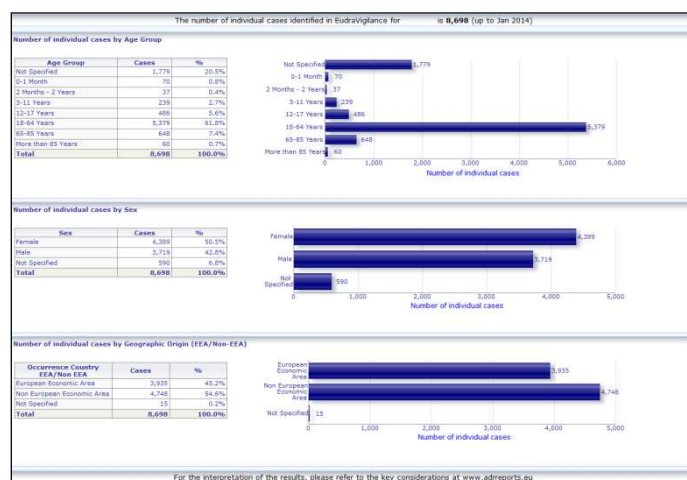 The number of individual cases identified in EudraVigilance for is 8,698 (up to Jan 2014)
Number of individual cases by Age Group
Age Group Cases %
Not Specified 1,779 20.5%
0-1 Month 70 0.8%
2 Months - 2 Years 37 0.4%
3-11 Years 239 2.7%
12-17 Years 486 5.6%
18-64 Years 5,379 61.8%
65-85 Years 648 7.4%
More than 85 Years 60 0.7%
Total 8,698 100.0%
Not Specified 1,779
0-1 Month 70
2 Months - 2 Years 37
3-11 Years 239
12-17 Years 486
18-64 Years 5,379
65-85 Years 648
More than 85 Years 60
0 1,000 2,000 3,000 4,000 5,000 6,000
Number of individual cases
Number of individual cases by Sex
Sex Cases %
Female 4,389 50.5%
Male 3,719 42.8%
Not Specified 590 6.8%
Total 8,698 100.0%
Female 4,389
Male 3,719
Not
Specified 590
0 1,000 2,000 3,000 4,000 5,000
Number of individual cases
Number of individual cases by Geographic Origin (EEA/Non-EEA)
Occurrence Country
EEA/Non EEA Cases %
European Economic Area 3,935 45.2%
Non European Economic Area 4,748 54.6%
Not Specified 15 0.2%
Total 8,698 100.0%
European
Economic
Area 3,935
Non European
Economic
Area 4,748
Not Specified 15
0 1,000 2,000 3,000 4,000 5,000
Number of individual cases
For the interpretation of the results, please refer to the key considerations at www.adrreports.eu